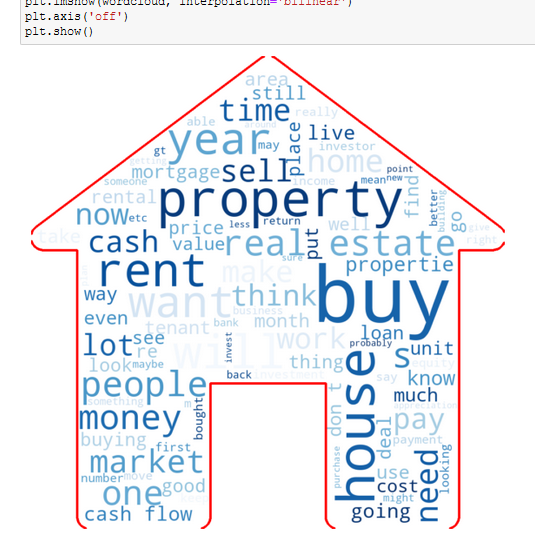 plt.imshow(wordcloud, interpolation='bilinear')
plt.axis('off')
plt.show()
area
still
time
really
able
around
year
place
live
gt
may
investor
getting
mortgage
sell
home
point
someone
income
mean
new
rental
property
find
better
building
now
etc
less
return
well
go
give
take
cash
price
value
real
put
estate
right
sure
rent
make
propertie
way
want
think
buy
even
business
tenant
bank
month
loan
lot
see
re
will
invest
work
probably
s
unit
look
maybe
thing
equity
back
investment
say
know
people
house
don
t
much
something
m
bought
appreciation
money
pay
buying
first
deal
payment
market
need
looking
number
move
purchase
use
cost
one
good
might
cash flow
going